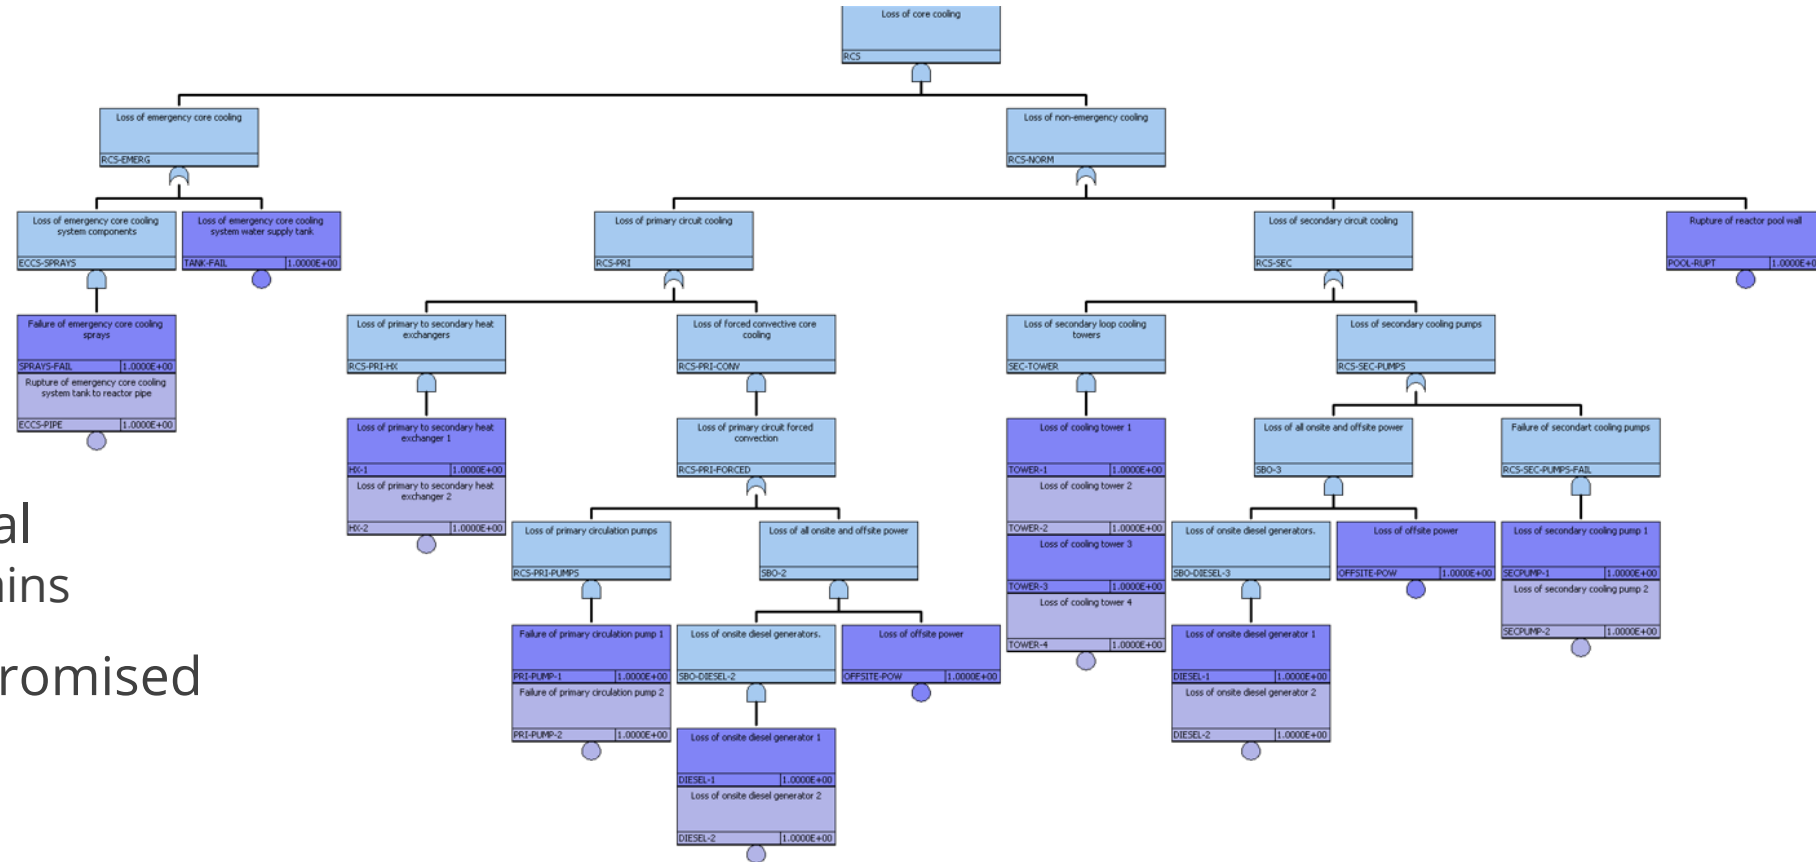 Loss of core cooling
RCS
Loss of emergency core cooling
RCS-EMERG
Loss of non-emergency cooling
RCS-NORM
Loss of emergency core cooling
system components
ECCS-SPRAYS
Loss of emergency core cooling
system water supply tank
TANK-FAIL 1.0000E+00
Loss of primary circuit cooling
RCS-PRI
Loss of secondary circuit cooling
RCS-SEC
Rupture of reactor pool wall
POOL-RUPT 1.0000E+0
Failure of emergency core cooling
sprays
SPRAYS-FAIL 1.0000E+00
Rupture of emergency core cooling
system tank to reactor pipe
ECCS-PIPE 1.0000E+00
Loss of primary to secondary heat
exchangers
RCS-PRI-HX
Loss of forced convective core
cooling
RCS-PRI-CONV
Loss of secondary loop cooling
towers
SEC-TOWER
Loss of secondary cooling pumps
RCS-SEC-PUMPS
Loss of primary to secondary heat
exchanger 1
HX-1 1.0000E+00
Loss of primary to secondary heat
exchanger 2
HX-2 1.0000E+00
Loss of primary circuit forced
convection
RCS-PRI-FORCED
Loss of cooling tower 1
TOWER-1 1.0000E+00
Loss of cooling tower 2
TOWER-2 1.0000E+00
Loss of cooling tower 3
TOWER-3 1.0000E+00
Loss of cooling tower 4
TOWER-4 1.0000E+00
Loss of all onsite and offsite power
SBO-3
Failure of secondart cooling pumps
RCS-SEC-PUMPS-FAIL
Loss of primary circulation pumps
RCS-PRI-PUMPS
Loss of all onsite and offsite power
SBO-2
Loss of onsite diesel generators.
SBO-DIESEL-3
Loss of offsite power
OFFSITE-POW 1.0000E+00
Loss of secondary cooling pump 1
SECPUMP-1 1.0000E+00
Loss of secondary cooling pump 2
SECPUMP-2 1.0000E+00
Failure of primary circulation pump 1
PRI-PUMP-1 1.0000E+00
Failure of primary circulation pump 2
PRI-PUMP-2 1.0000E+00
Loss of onsite diesel generators.
SBO-DIESEL-2
Loss of offsite power
OFFSITE-POW 1.0000E+00
Loss of onsite diesel generator 1
DIESEL-1 1.0000E+00
Loss of onsite diesel generator 2
DIESEL-2 1.0000E+00
Loss of onsite diesel generator 1
DIESEL-1 1.0000E+00
Loss of onsite diesel generator 2
DIESEL-2 1.0000E+00
al
ins
romised